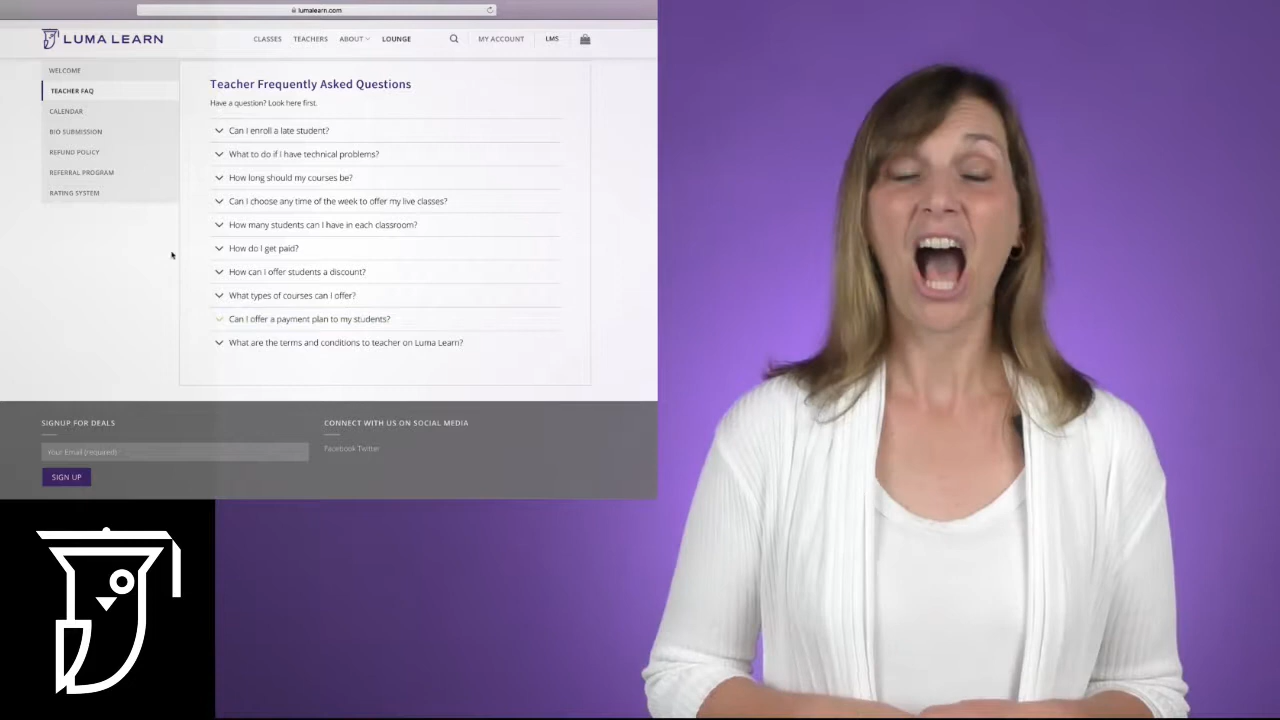 lumalearn.com
LUMA LEARN
CLASSES TEACHERS ABOUT LOUNGE MY ACCOUNT LMS
WELCOME
TEACHER FAQ
CALENDAR
BIO SUBMISSION
REFUND POLICY
REFERRAL PROGRAM
RATING SYSTEM
Teacher Frequently Asked Questions
Have a question? Look here first.
Can I enroll a late student?
What to do if I have technical problems?
How long should my courses be?
Can I choose any time of the week to offer my live classes?
How many students can I have in each classroom?
How do I get paid?
How can I offer students a discount?
What types of courses can I offer?
Can I offer a payment plan to my students?
What are the terms and conditions to teacher on Luma Learn?
SIGNUP FOR DEALS
Your Email (required)
SIGN UP
CONNECT WITH US ON SOCIAL MEDIA
Facebook Twitter